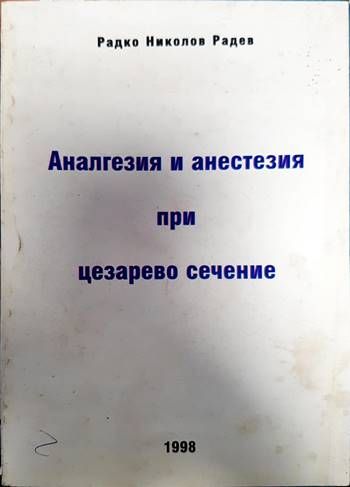 Радко Николов Радев
Аналгезия и анестезия
при
цезарево сечение
1998